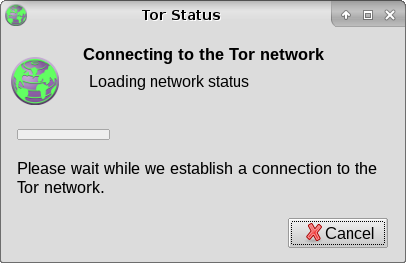 Tor Status
Connecting to the Tor network
Loading network status
Please wait while we establish a connection to the
Tor network.
Cancel